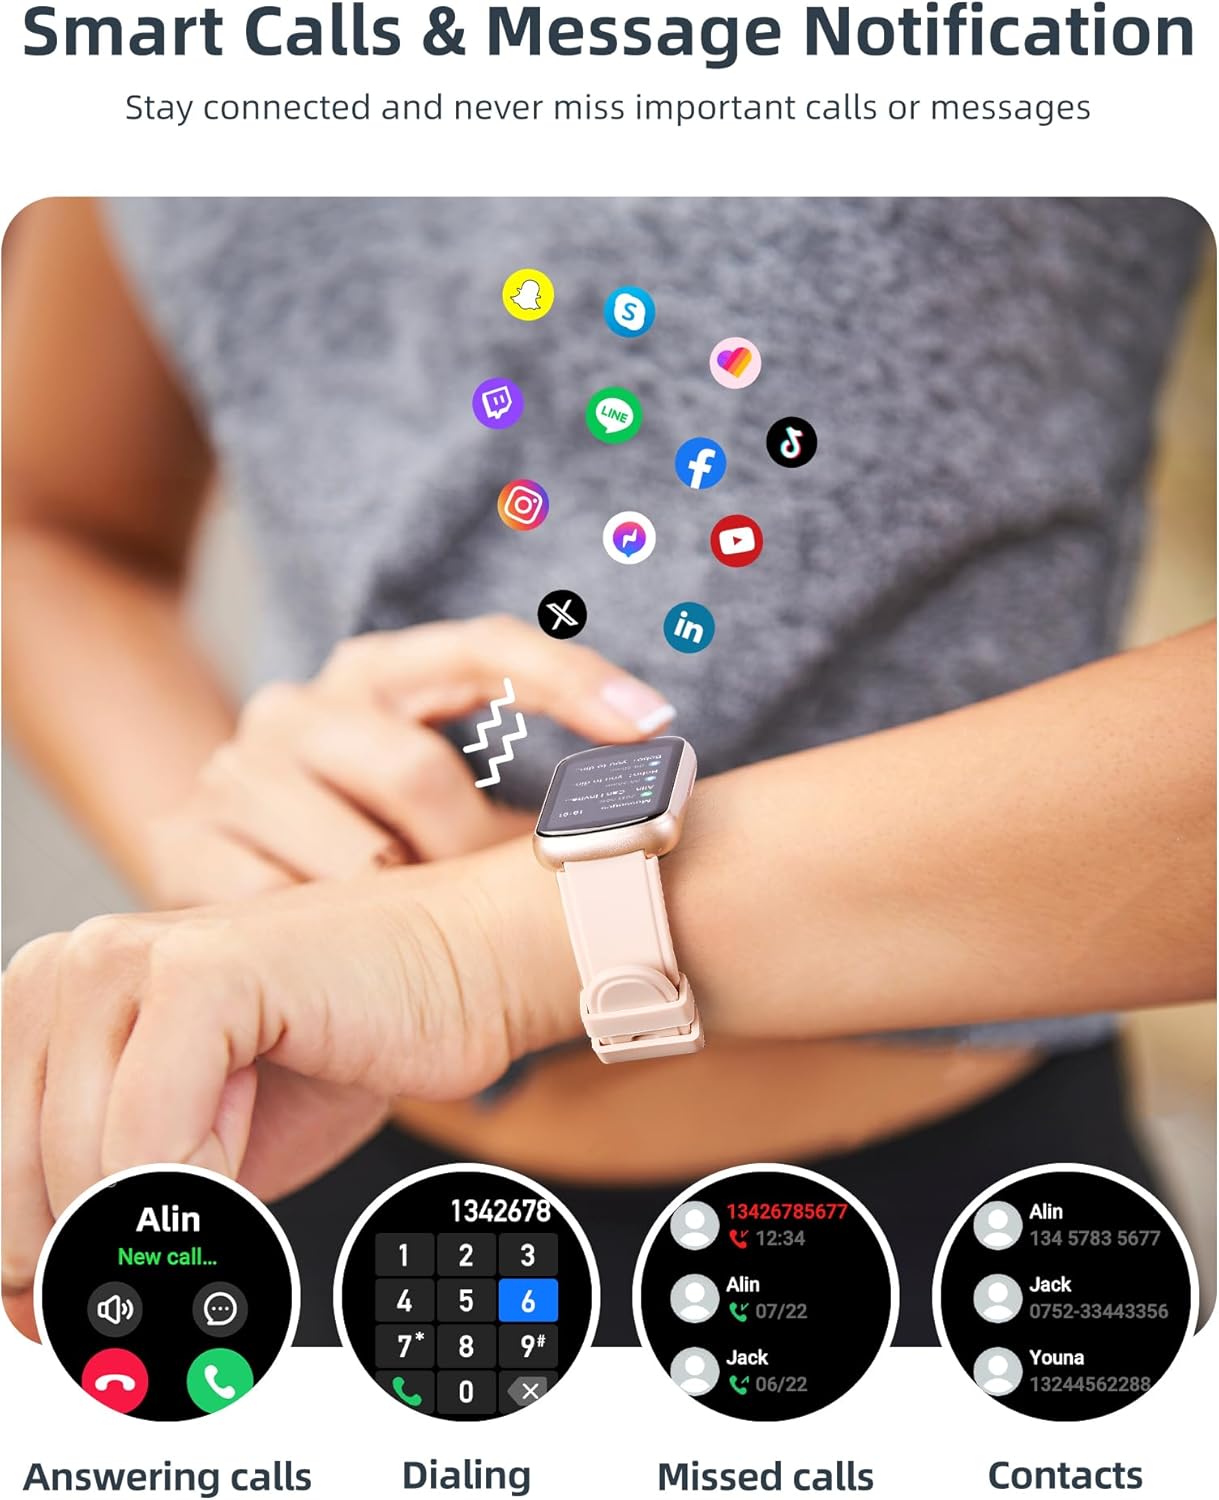 Smart Calls & Message Notification
Stay connected and never miss important calls or messages
S
LINE
f
X
in
Alin
New call...
1342678
1 2 3
4 5 6
7* 8 9#
0
13426785677
12:34
Alin
07/22
Jack
06/22
Alin
134 5783 5677
Jack
0752-33443356
Youna
13244562288
Answering calls
Dialing
Missed calls
Contacts